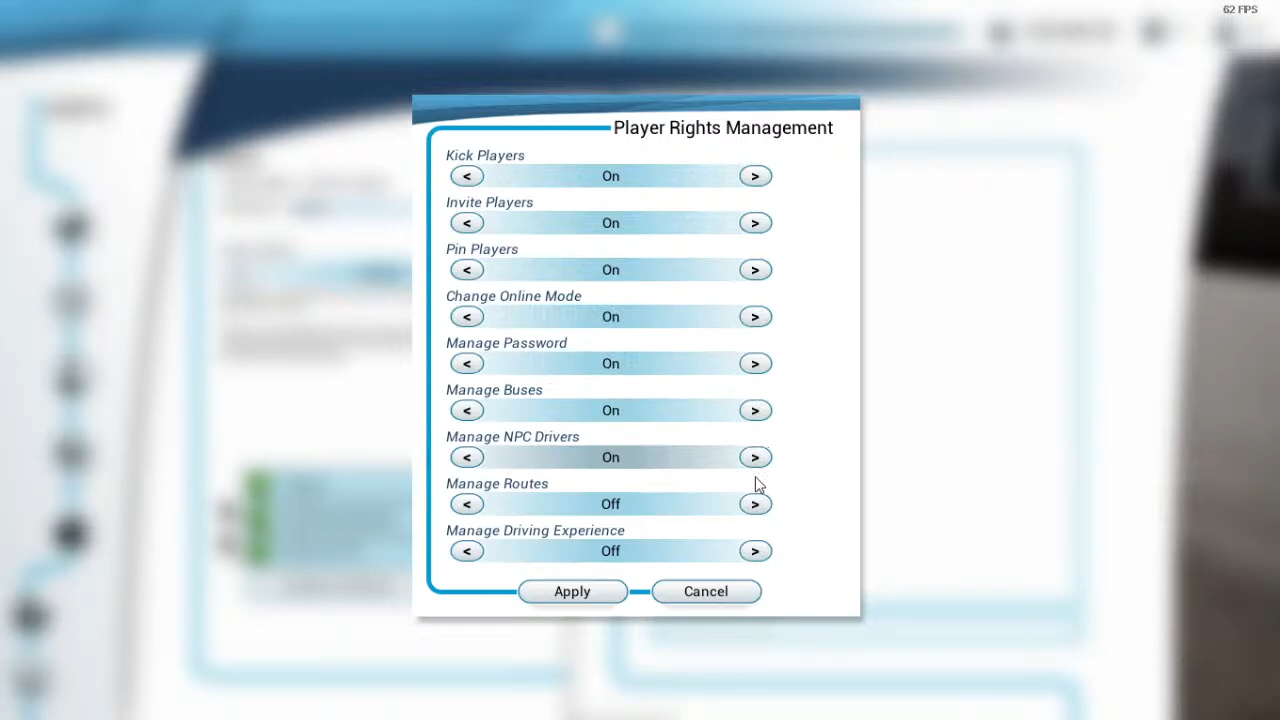 62 FPS
Player Rights Management
Kick Players
< On >
Invite Players
< On >
Pin Players
< On >
Change Online Mode
< On >
Manage Password
< On >
Manage Buses
< On >
Manage NPC Drivers
< On >
Manage Routes
< Off >
Manage Driving Experience
< Off >
Apply Cancel